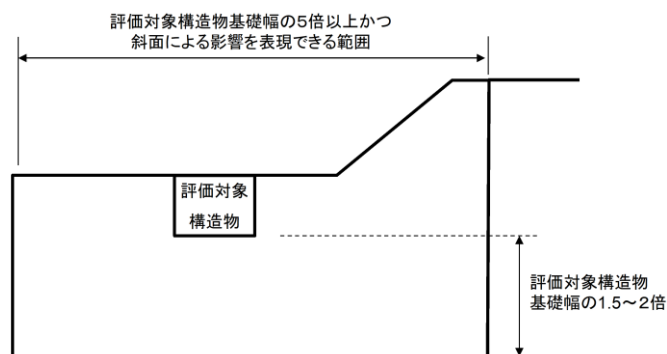 評価対象構造物基礎幅の5倍以上かつ
斜面による影響を表現できる範囲
評価対象
構造物
評価対象構造物
基礎幅の1.5～2倍